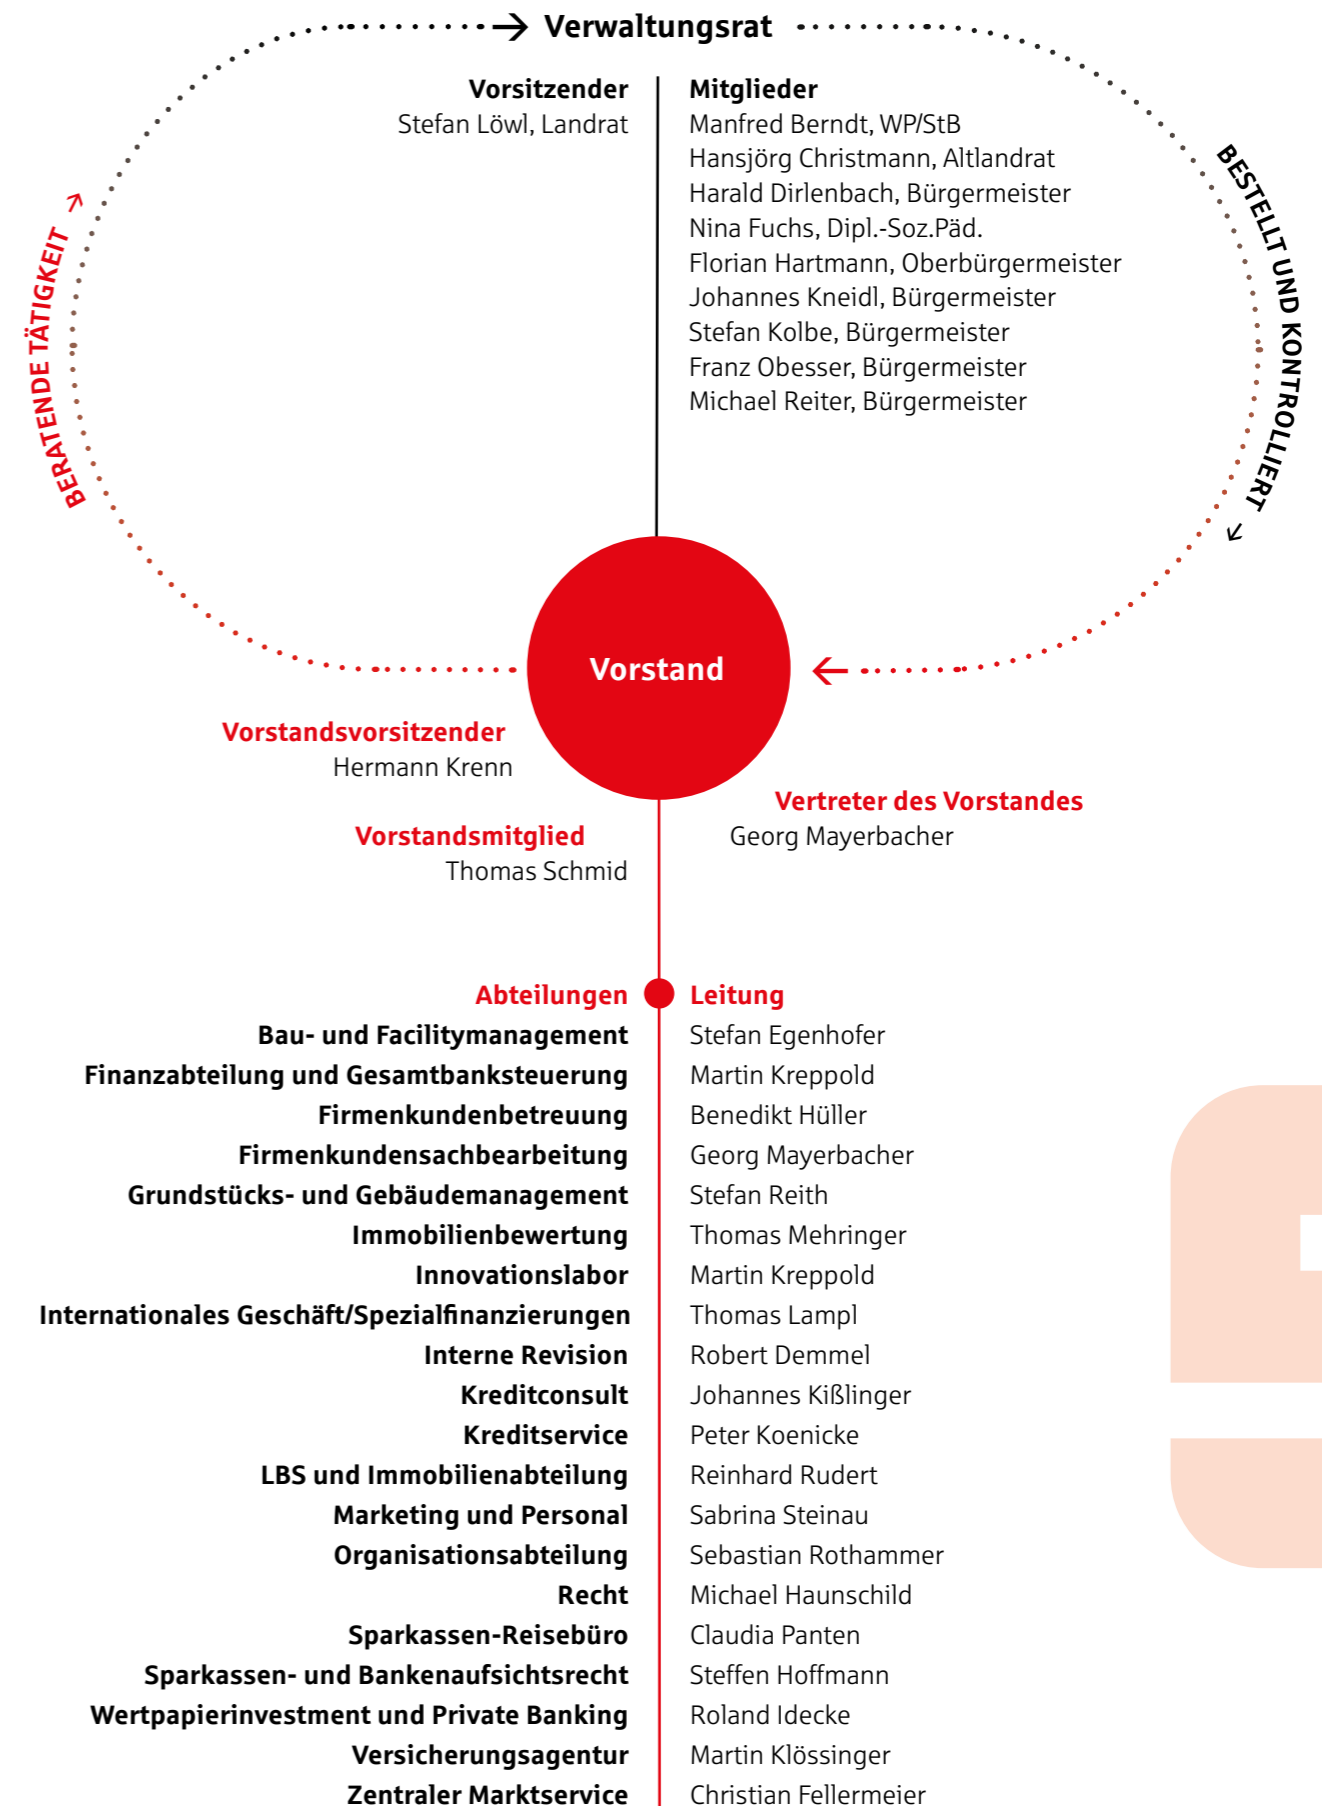 Verwaltungsrat
Vorsitzender
Stefan Löwl, Landrat
Mitglieder
Manfred Berndt, WP/StB
Hansjörg Christmann, Altlandrat
Harald Dirlenbach, Bürgermeister
Nina Fuchs, Dipl.-Soz.Päd.
Florian Hartmann, Oberbürgermeister
Johannes Kneidl, Bürgermeister
Stefan Kolbe, Bürgermeister
Franz Obesser, Bürgermeister
Michael Reiter, Bürgermeister
BERATENDE TÄTIGKEIT
BESTELLT UND KONTROLLIERT
Vorstand
Vorstandsvorsitzender
Hermann Krenn
Vertreter des Vorstandes
Georg Mayerbacher
Vorstandsmitglied
Thomas Schmid
Abteilungen Leitung
Bau- und Facilitymanagement Stefan Egenhofer
Finanzabteilung und Gesamtbanksteuerung Martin Kreppold
Firmenkundenbetreuung Benedikt Hüller
Firmenkundensachbearbeitung Georg Mayerbacher
Grundstücks- und Gebäudemanagement Stefan Reith
Immobilienbewertung Thomas Mehringer
Innovationslabor Martin Kreppold
Internationales Geschäft/Spezialfinanzierungen Thomas Lampl
Interne Revision Robert Demmel
Kreditconsult Johannes Kißlinger
Kreditservice Peter Koenicke
LBS und Immobilienabteilung Reinhard Rudert
Marketing und Personal Sabrina Steinau
Organisationsabteilung Sebastian Rothammer
Recht Michael Haunschild
Sparkassen-Reisebüro Claudia Panten
Sparkassen- und Bankenaufsichtsrecht Steffen Hoffmann
Wertpapierinvestment und Private Banking Roland Idecke
Versicherungsagentur Martin Klössinger
Zentraler Marktservice Christian Fellermeier